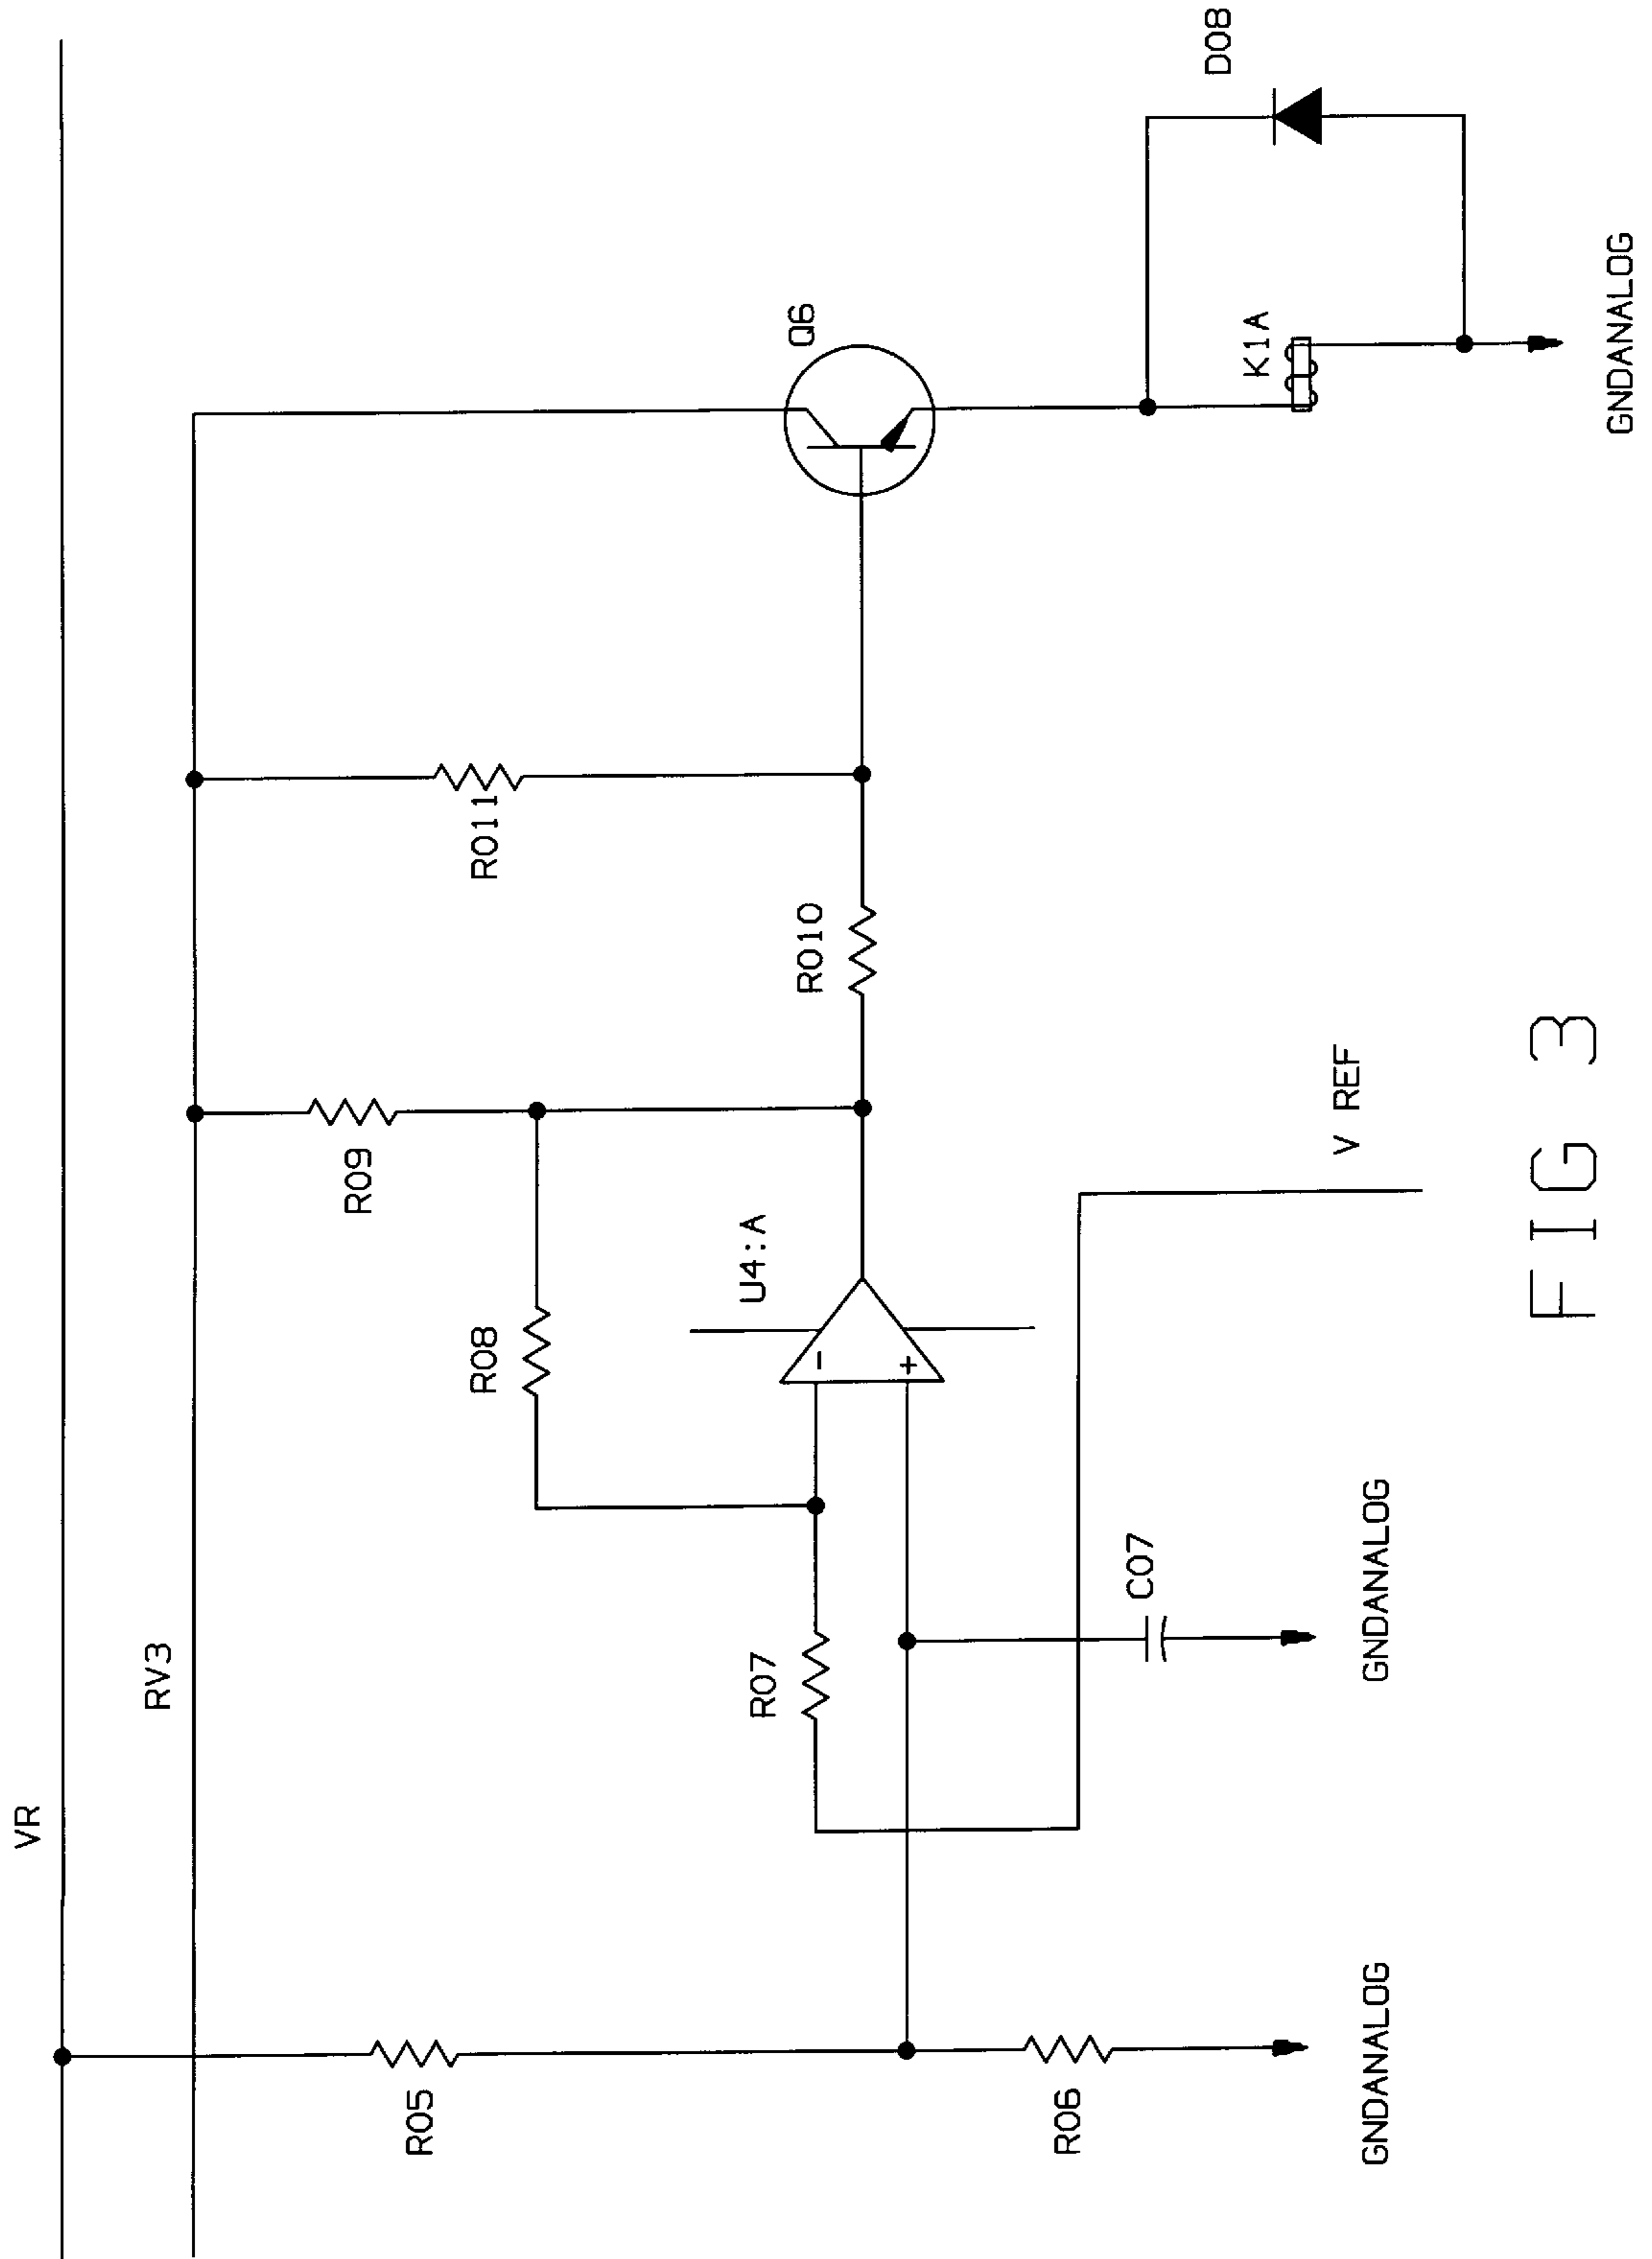 VR
RV3
R05
R06
GNDANALOG
R07
C07
GNDANALOG
R08
U4:A
R09
V REF
R010
R011
Q6
K1A
D08
GNDANALOG
FIG 3